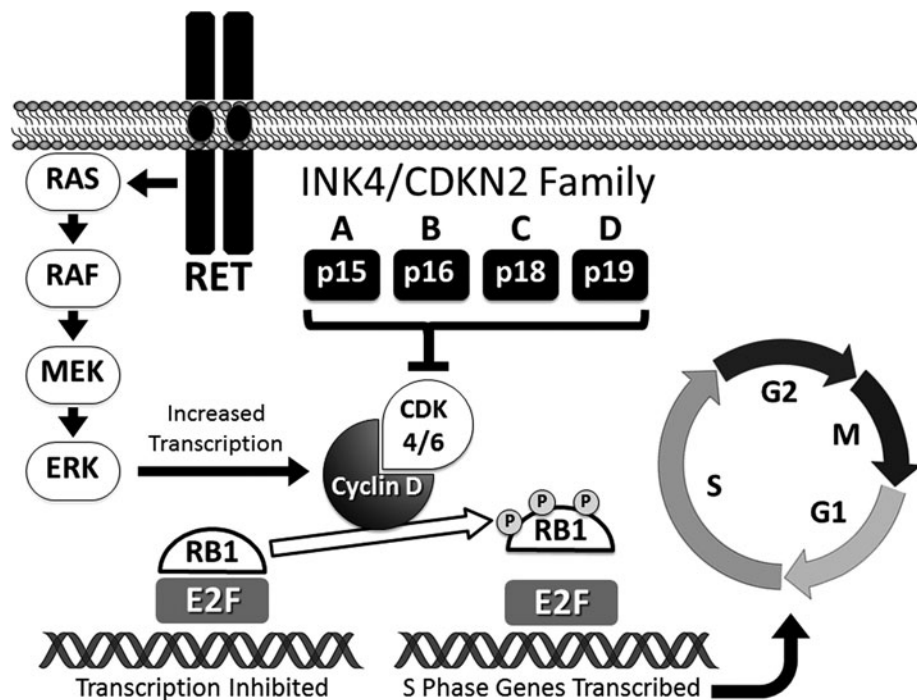 RAS
RAF
MEK
ERK
RET
INK4/CDKN2 Family
A B C D
p15 p16 p18 p19
CDK
4/6
Cyclin D
Increased
Transcription
RB1
E2F
Transcription Inhibited
P P P
RB1
E2F
S Phase Genes Transcribed
G2
M
G1
S